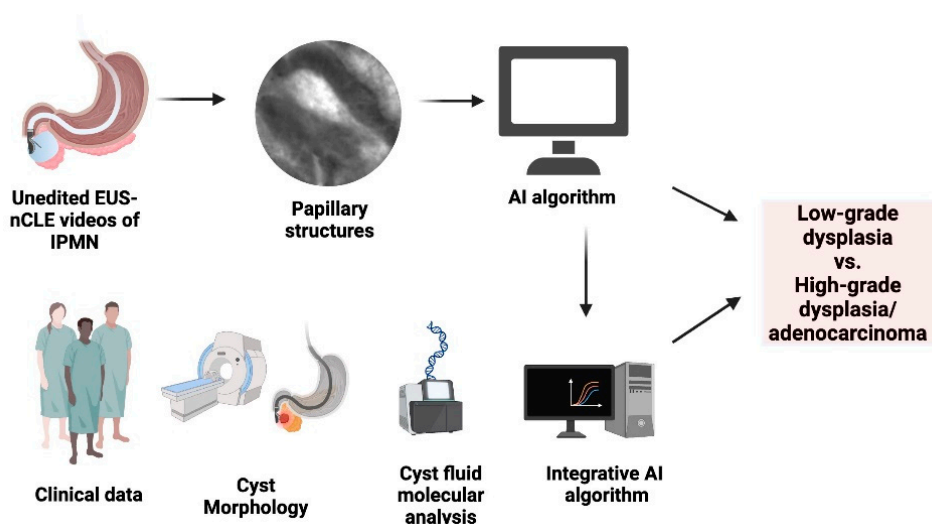 Unedited EUS-
nCLE videos of
IPMN
Papillary
structures
AI algorithm
Low-grade
dysplasia
vs.
High-grade
dysplasia/
adenocarcinoma
Clinical data
Cyst
Morphology
Cyst fluid
molecular
analysis
Integrative AI
algorithm